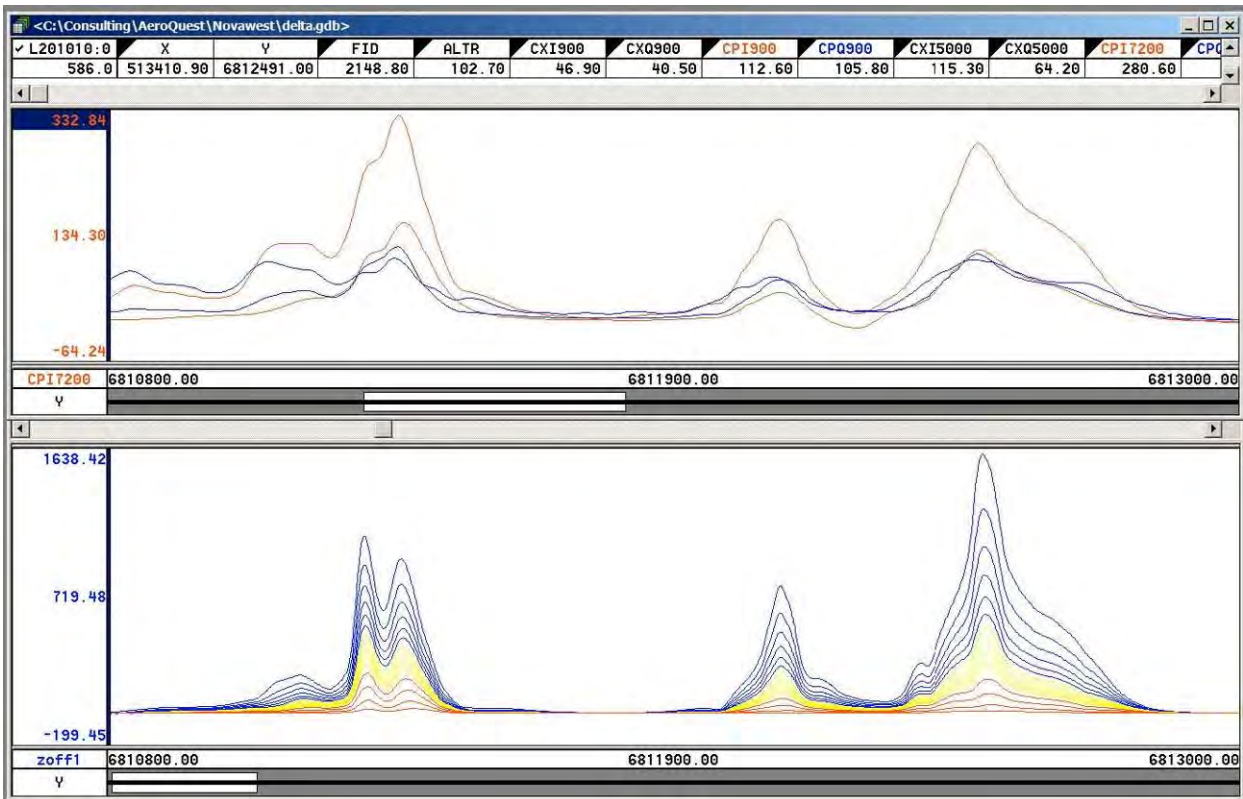 <C:\Consulting\AeroQuest\Novawest\delta.gdb>
✓ L201010:0 X Y FID ALTR CXI900 CXQ900 CPI900 CPQ900 CXI5000 CXQ5000 CPI7200 CPQ
586.0 513410.90 6812491.00 2148.80 102.70 46.90 40.50 112.60 105.80 115.30 64.20 280.60
332.84
134.30
-64.24
CPI7200 6810800.00 6811900.00 6813000.00
Y
1638.42
719.48
-199.45
zoff1 6810800.00 6811900.00 6813000.00
Y